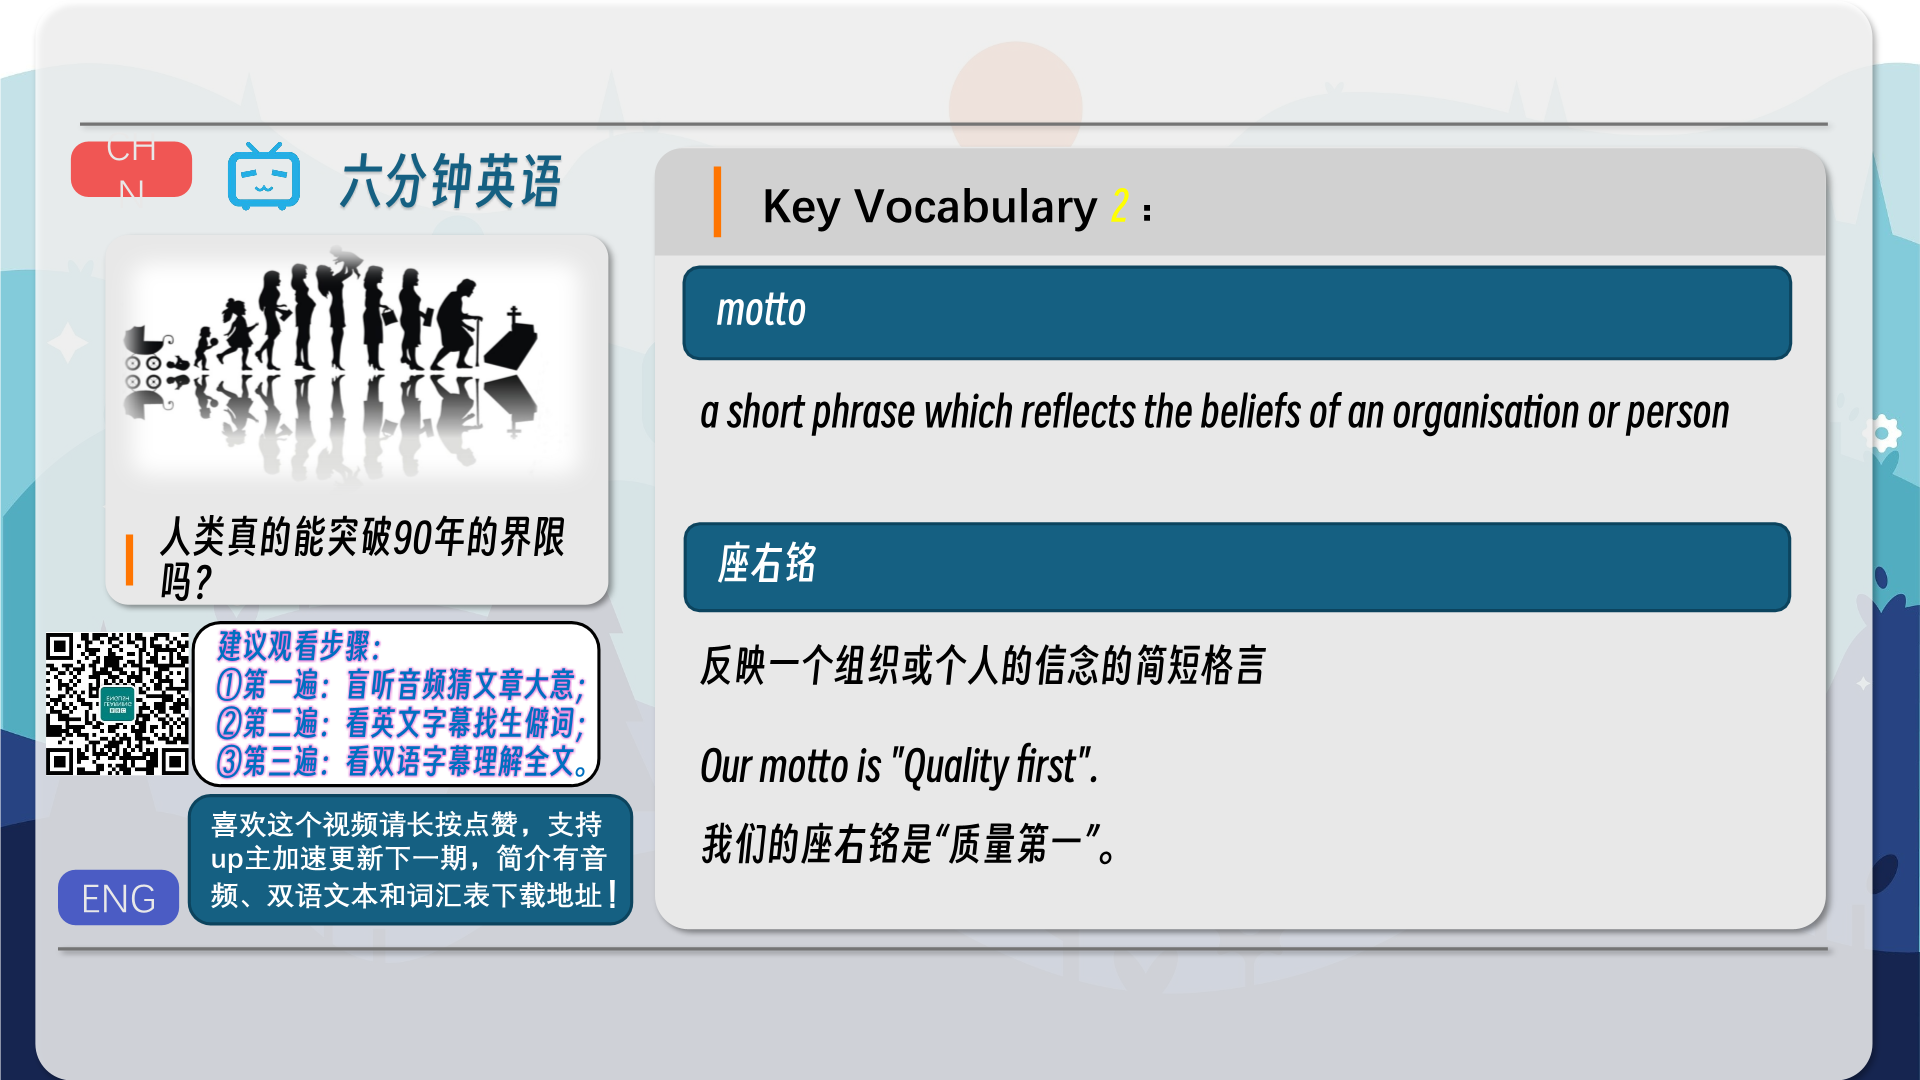 CH
N
六分钟英语
人类真的能突破90年的界限
吗？
建议观看步骤：
①第一遍：盲听音频猜文章大意；
②第二遍：看英文字幕找生僻词；
③第三遍：看双语字幕理解全文。
喜欢这个视频请长按点赞，支持
up主加速更新下一期，简介有音
频、双语文本和词汇表下载地址！
ENG
Key Vocabulary 2：
motto
a short phrase which reflects the beliefs of an organisation or person
座右铭
反映一个组织或个人的信念的简短格言
Our motto is "Quality first".
我们的座右铭是“质量第一”。